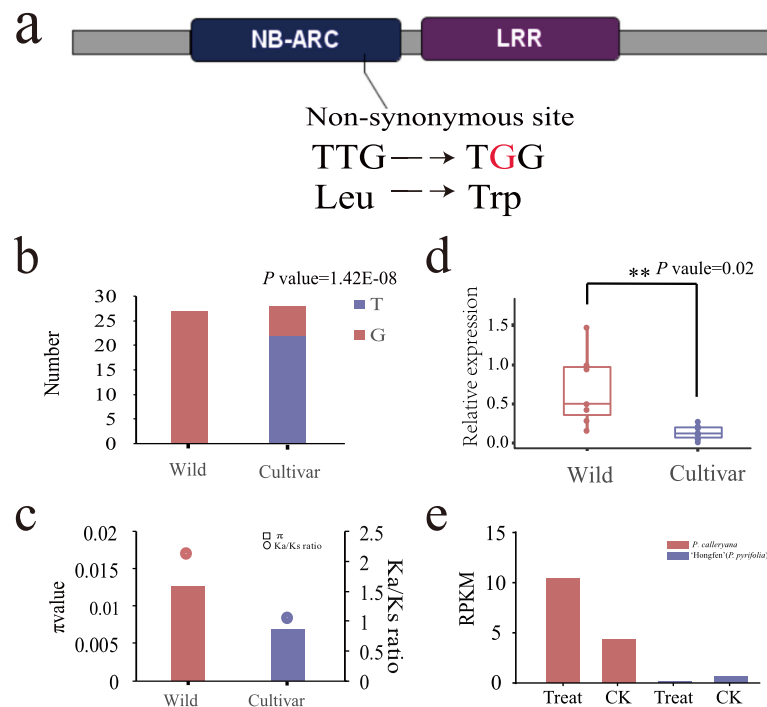 a
NB-ARC LRR
Non-synonymous site
TTG TGG
Leu Trp
b
P value=1.42E-08
T
G
Number
30
25
20
15
10
5
0
Wild Cultivar
d
** P vaule=0.02
Relative expression
1.5
1.0
0.5
0.0
Wild Cultivar
c
π
Ka/Ks ratio
πvalue
0.02
0.015
0.01
0.005
0
2.5
2
1.5
1
0.5
0
Ka/Ks ratio
Wild Cultivar
e
P. calleryana
'Hongfen'(P. pyrifolia)
RPKM
15
10
5
0
Treat CK Treat CK